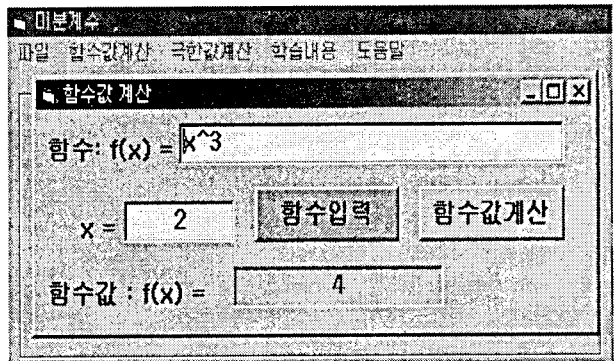 미분계수
파일 함수값계산 극한값계산 학습내용 도움말
함수값 계산
함수: f(x) = x^3
x = 2 함수입력 함수값계산
함수값 : f(x) = 4